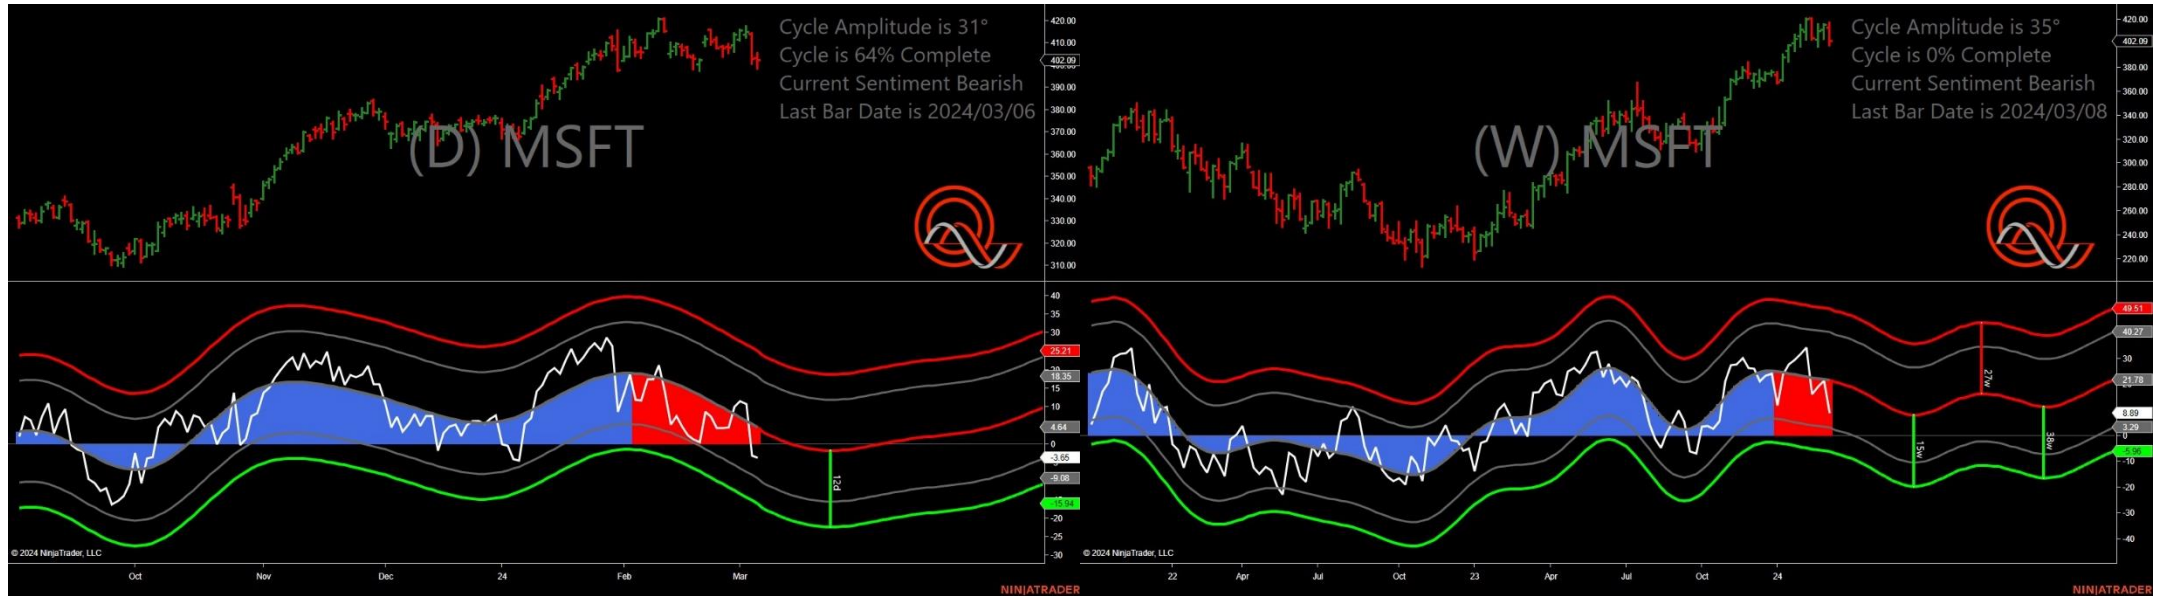 Cycle Amplitude is 31°
Cycle is 64% Complete
Current Sentiment Bearish
Last Bar Date is 2024/03/06
(D) MSFT
420.00
410.00
402.09
390.00
380.00
370.00
360.00
350.00
340.00
330.00
320.00
310.00
40
35
30
25.21
18.35
15
10
4.64
0
-3.65
-9.08
-15.94
-20
-25
-30
12d
© 2024 NinjaTrader, LLC
Oct
Nov
Dec
24
Feb
Mar
NINJATRADER
Cycle Amplitude is 35°
Cycle is 0% Complete
Current Sentiment Bearish
Last Bar Date is 2024/03/08
(W) MSFT
420.00
402.09
380.00
360.00
340.00
320.00
300.00
280.00
260.00
240.00
220.00
49.51
40.27
30
21.78
8.89
3.29
0
-5.96
-10
-20
-30
-40
15w
27w
38w
© 2024 NinjaTrader, LLC
22
Apr
Jul
Oct
23
Apr
Jul
Oct
24
NINJATRADER